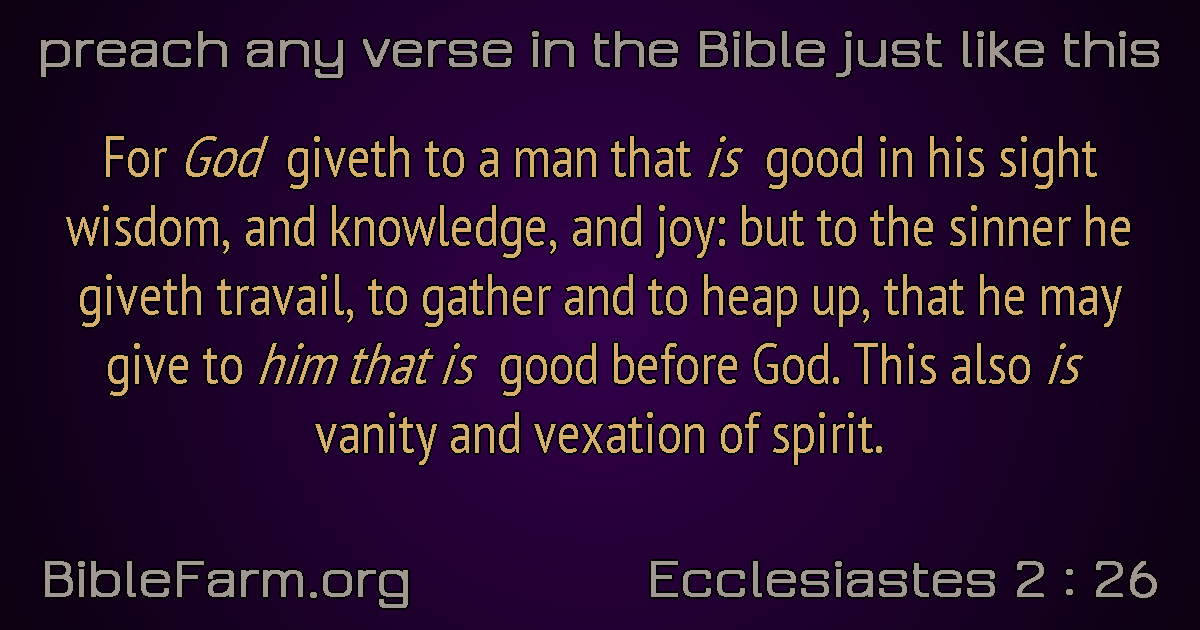 preach any verse in the Bible just like this
For God giveth to a man that is good in his sight
wisdom, and knowledge, and joy: but to the sinner he
giveth travail, to gather and to heap up, that he may
give to him that is good before God. This also is
vanity and vexation of spirit.
BibleFarm.org
Ecclesiastes 2 : 26